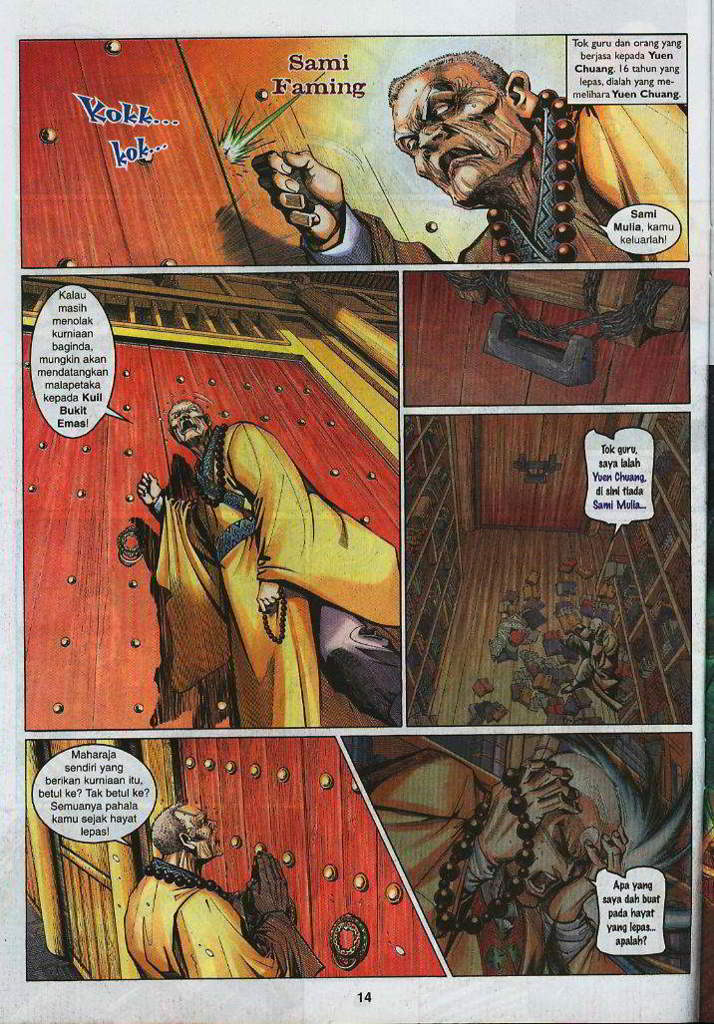 Kokk...
kok...
Sami
Faming
Tok guru dan orang yang
berjasa kepada Yuen
Chuang. 16 tahun yang
lepas, dialah yang me-
melihara Yuen Chuang.
Sami
Mulia, kamu
keluarlah!
Kalau
masih
menolak
kurniaan
baginda,
mungkin akan
mendatangkan
malapetaka
kepada Kuil
Bukit
Emas!
Tok guru,
saya ialah
Yuen Chuang,
di sini tiada
Sami Mulia...
Maharaja
sendiri yang
berikan kurniaan itu,
betul ke? Tak betul ke?
Semuanya pahala
kamu sejak hayat
lepas!
Apa yang
saya dah buat
pada hayat
yang lepas...
apalah?
14